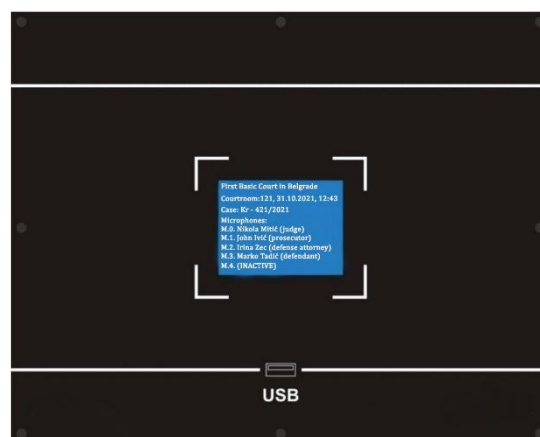 First Basic Court in Belgrade
Courtroom:121, 31.10.2021, 12:43
Case: Kr - 421/2021
Microphones:
M.0. Nikola Mitić (judge)
M.1. John Ivić (prosecutor)
M.2. Irina Zec (defense attorney)
M.3. Marko Tadić (defendant)
M.4. (INACTIVE)
USB